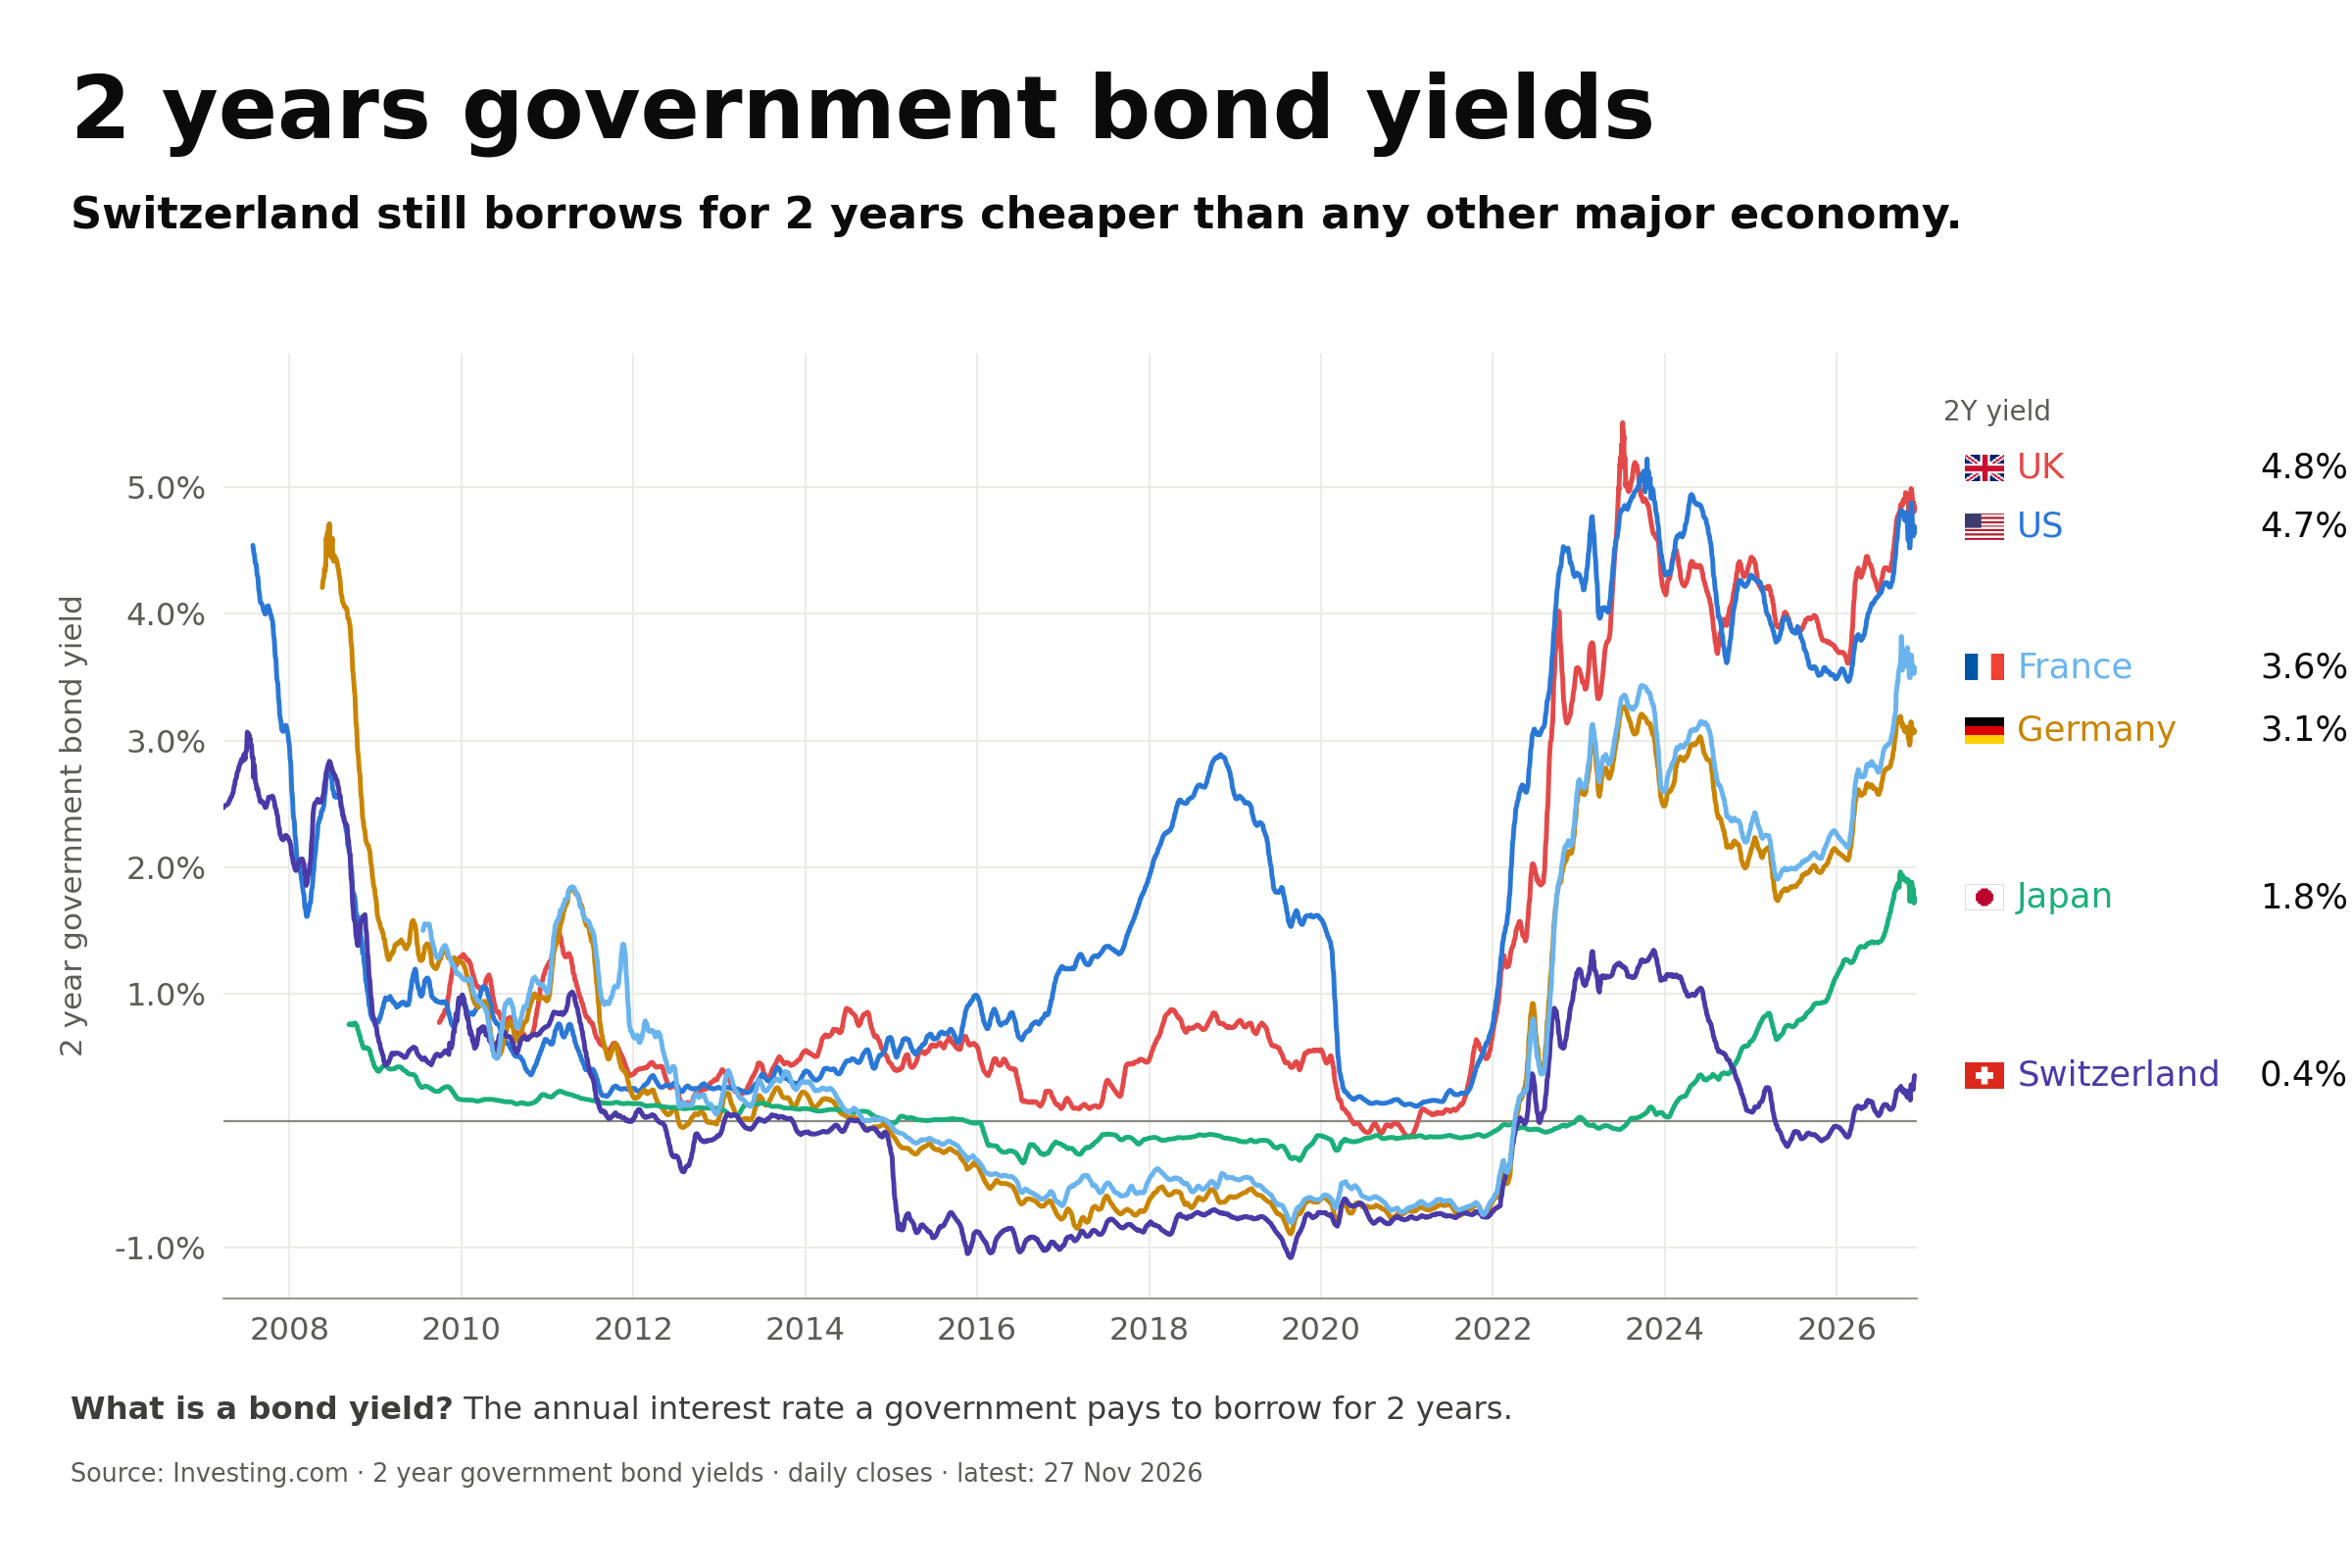 2 years government bond yields
Switzerland still borrows for 2 years cheaper than any other major economy.
2Y yield
UK 4.8%
US 4.7%
France 3.6%
Germany 3.1%
Japan 1.8%
Switzerland 0.4%
2 year government bond yield
5.0%
4.0%
3.0%
2.0%
1.0%
-1.0%
2008 2010 2012 2014 2016 2018 2020 2022 2024 2026
What is a bond yield? The annual interest rate a government pays to borrow for 2 years.
Source: Investing.com · 2 year government bond yields · daily closes · latest: 27 Nov 2026